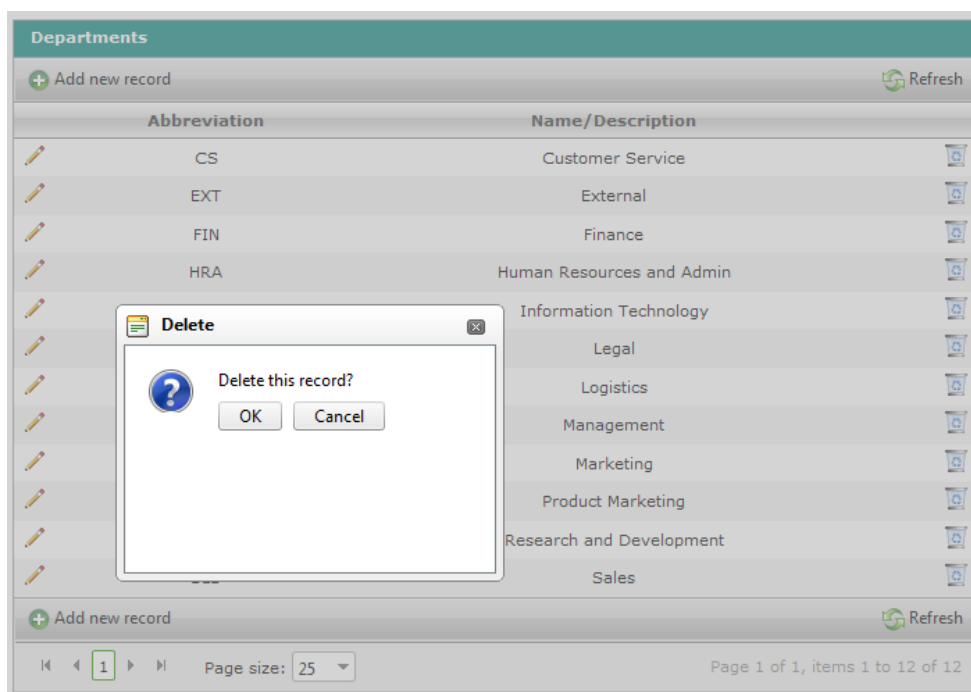 Departments
Add new record Refresh
Abbreviation Name/Description
CS Customer Service
EXT External
FIN Finance
HRA Human Resources and Admin
Information Technology
Delete
Legal
Delete this record?
Logistics
OK Cancel
Management
Marketing
Product Marketing
Research and Development
Sales
Add new record Refresh
1 Page size: 25 Page 1 of 1, items 1 to 12 of 12